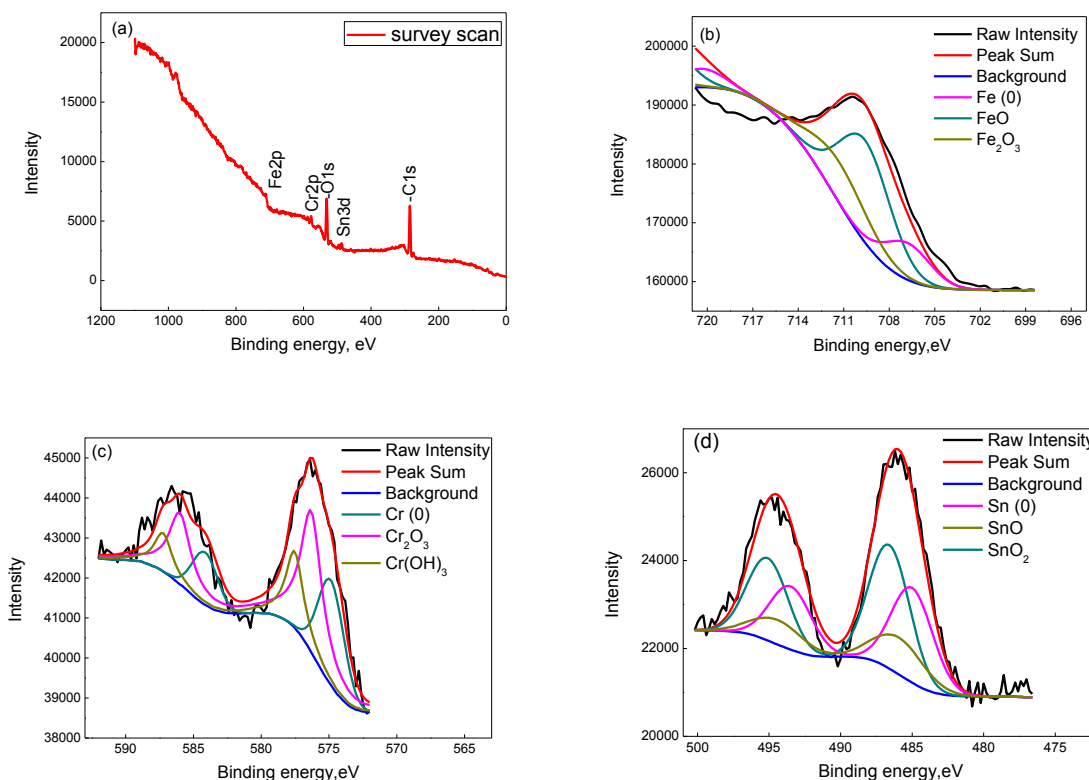 (a)
survey scan
20000
15000
10000
5000
0
Intensity
Fe2p
Cr2p
-O1s
Sn3d
-C1s
1200 1000 800 600 400 200 0
Binding energy, eV
(b)
Raw Intensity
Peak Sum
Background
Fe (0)
FeO
Fe₂O₃
200000
190000
180000
170000
160000
Intensity
720 717 714 711 708 705 702 699 696
Binding energy,eV
(c)
Raw Intensity
Peak Sum
Background
Cr (0)
Cr₂O₃
Cr(OH)₃
45000
44000
43000
42000
41000
40000
39000
38000
Intensity
590 585 580 575 570 565
Binding energy,eV
(d)
Raw Intensity
Peak Sum
Background
Sn (0)
SnO
SnO₂
26000
24000
22000
20000
Intensity
500 495 490 485 480 475
Binding energy,eV